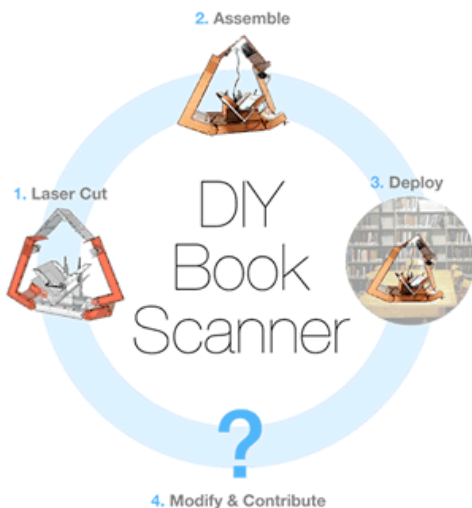 2. Assemble
1. Laser Cut
3. Deploy
DIY
Book
Scanner
?
4. Modify & Contribute